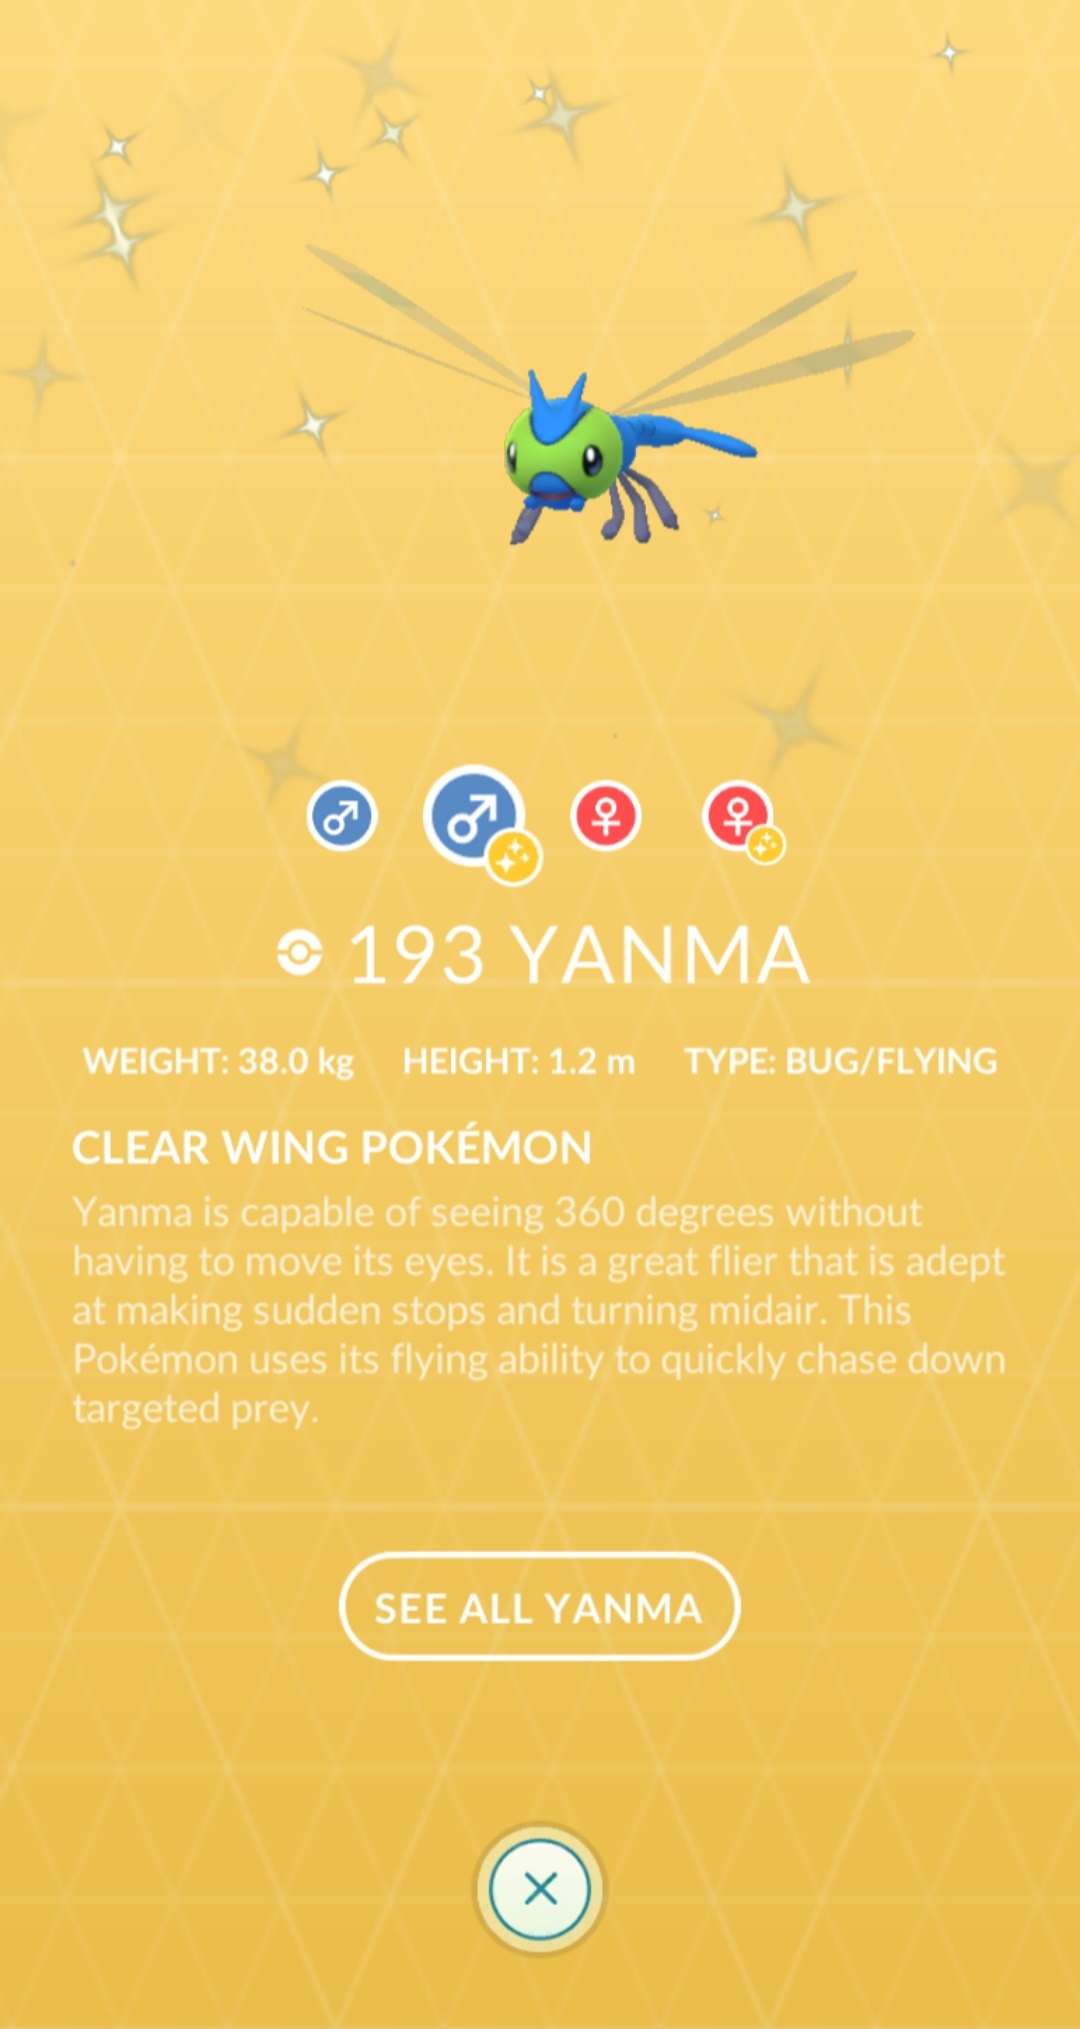 193 YANMA
WEIGHT: 38.0 kg HEIGHT: 1.2 m TYPE: BUG/FLYING
CLEAR WING POKÉMON
Yanma is capable of seeing 360 degrees without
having to move its eyes. It is a great flier that is adept
at making sudden stops and turning midair. This
Pokémon uses its flying ability to quickly chase down
targeted prey.
SEE ALL YANMA